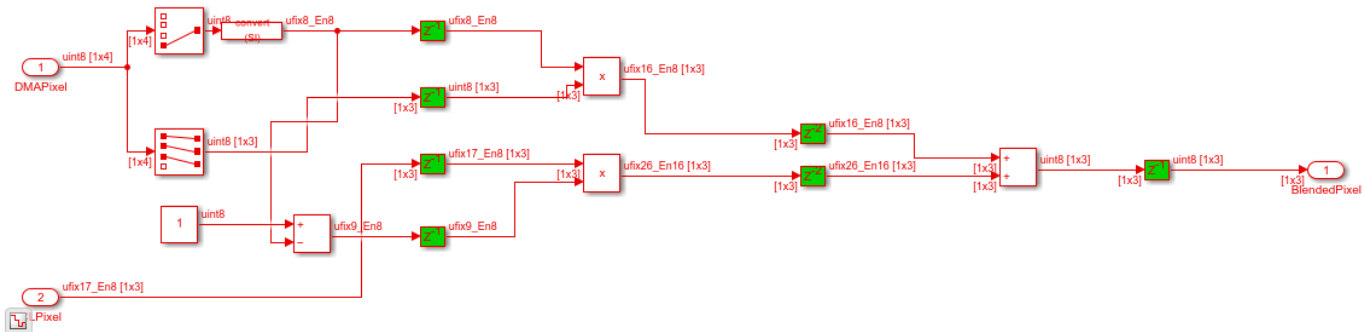 uint8
convert
(SI)
ufix8_En8
ufix8_En8
[1x4]
uint8 [1x4]
1
DMAPixel
x
ufix16_En8 [1x3]
uint8 [1x3]
[1x3]
[1x3]
z-1
z-1
uint8 [1x3]
[1x4]
ufix17_En8 [1x3]
z-1
[1x3]
[1x3]
x
ufix26_En16 [1x3]
z-2
ufix16_En8 [1x3]
[1x3]
z-2
ufix26_En16 [1x3]
[1x3]
+
+
[1x3]
[1x3]
uint8 [1x3]
z-1
[1x3]
uint8 [1x3]
[1x3]
1
BlendedPixel
1
uint8
+
−
ufix9_En8
z-1
ufix9_En8
ufix17_En8 [1x3]
2
LPixel